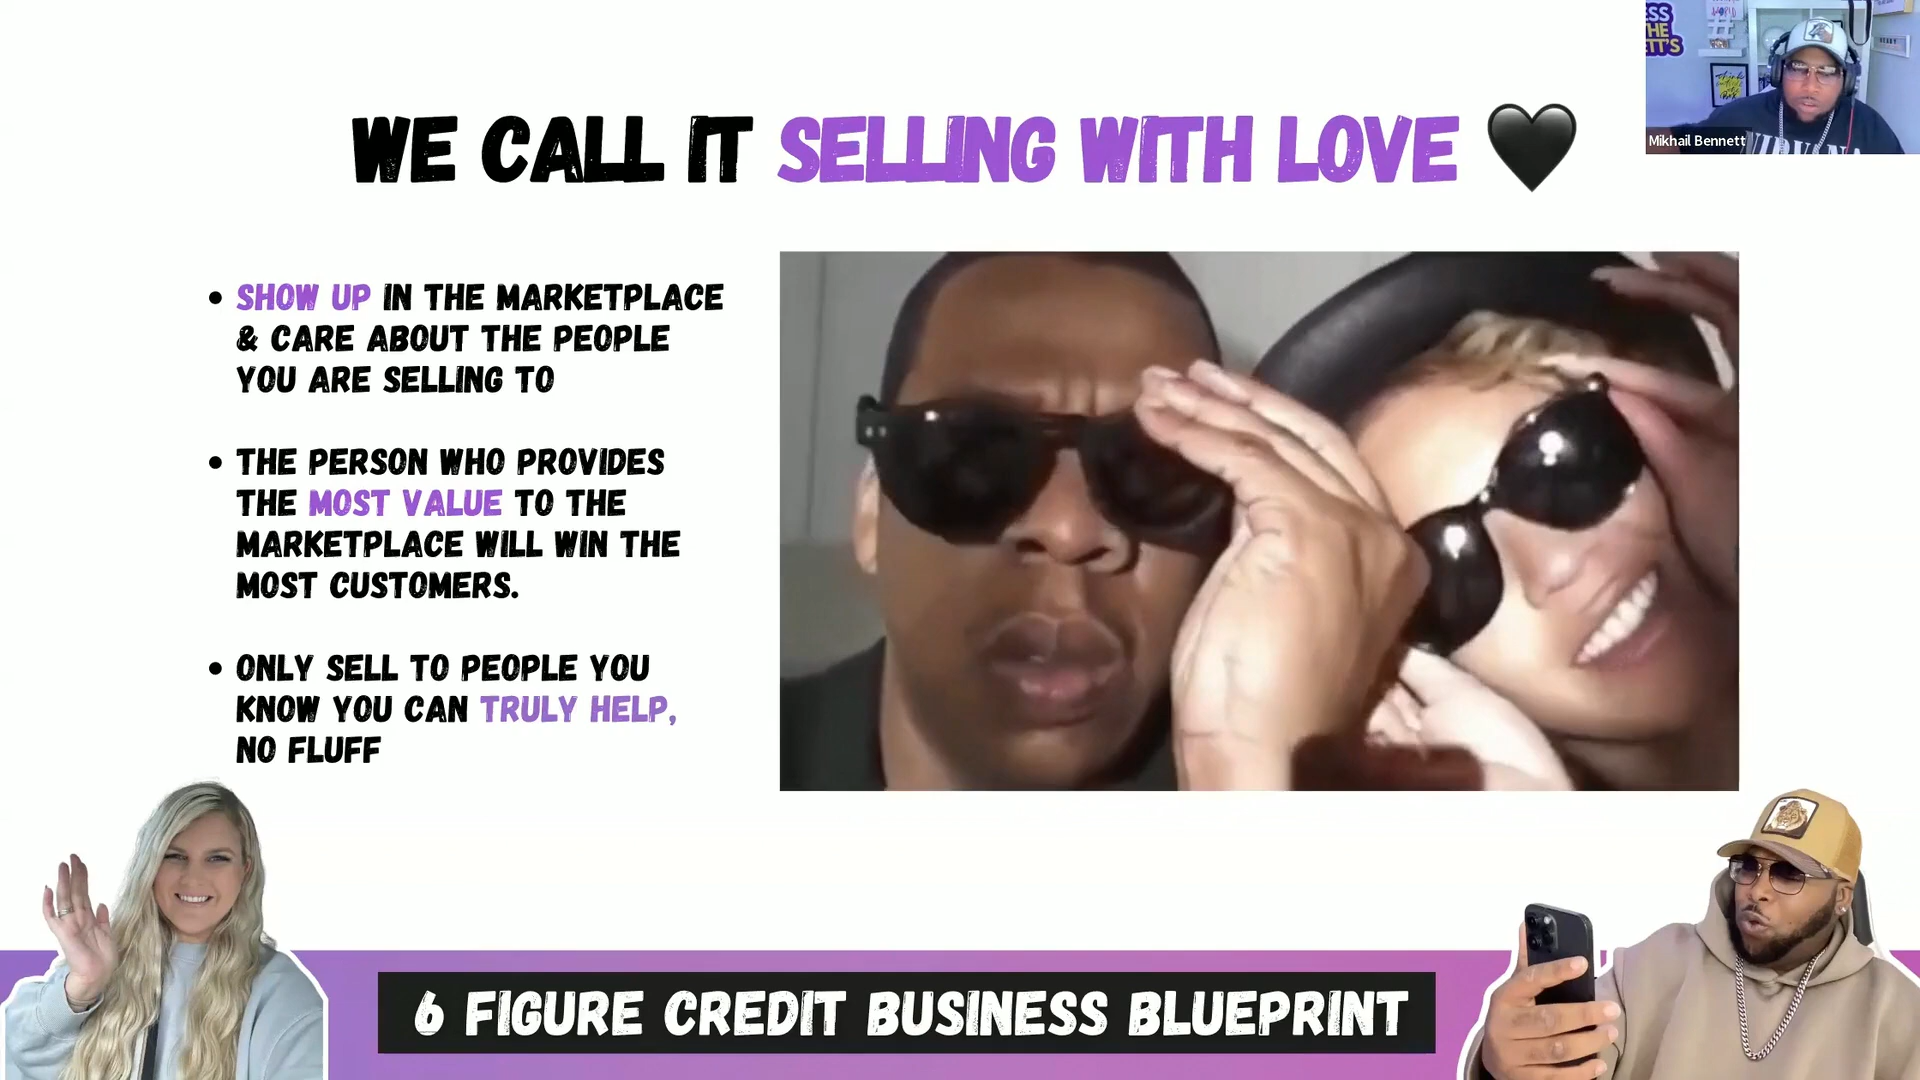 WE CALL IT SELLING WITH LOVE 🖤
Mikhail Bennett
• SHOW UP IN THE MARKETPLACE
& CARE ABOUT THE PEOPLE
YOU ARE SELLING TO
• THE PERSON WHO PROVIDES
THE MOST VALUE TO THE
MARKETPLACE WILL WIN THE
MOST CUSTOMERS.
• ONLY SELL TO PEOPLE YOU
KNOW YOU CAN TRULY HELP,
NO FLUFF
6 FIGURE CREDIT BUSINESS BLUEPRINT